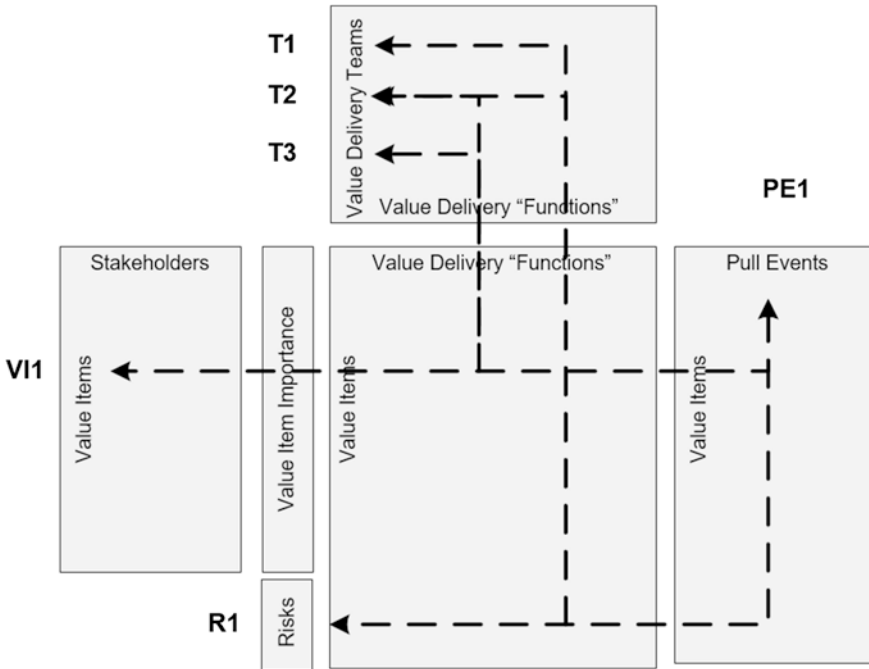 T1
T2
T3
Value Delivery Teams
Value Delivery “Functions”
PE1
Stakeholders
Value Delivery “Functions”
Pull Events
VI1
Value Items
Value Item Importance
Value Items
Value Items
R1
Risks